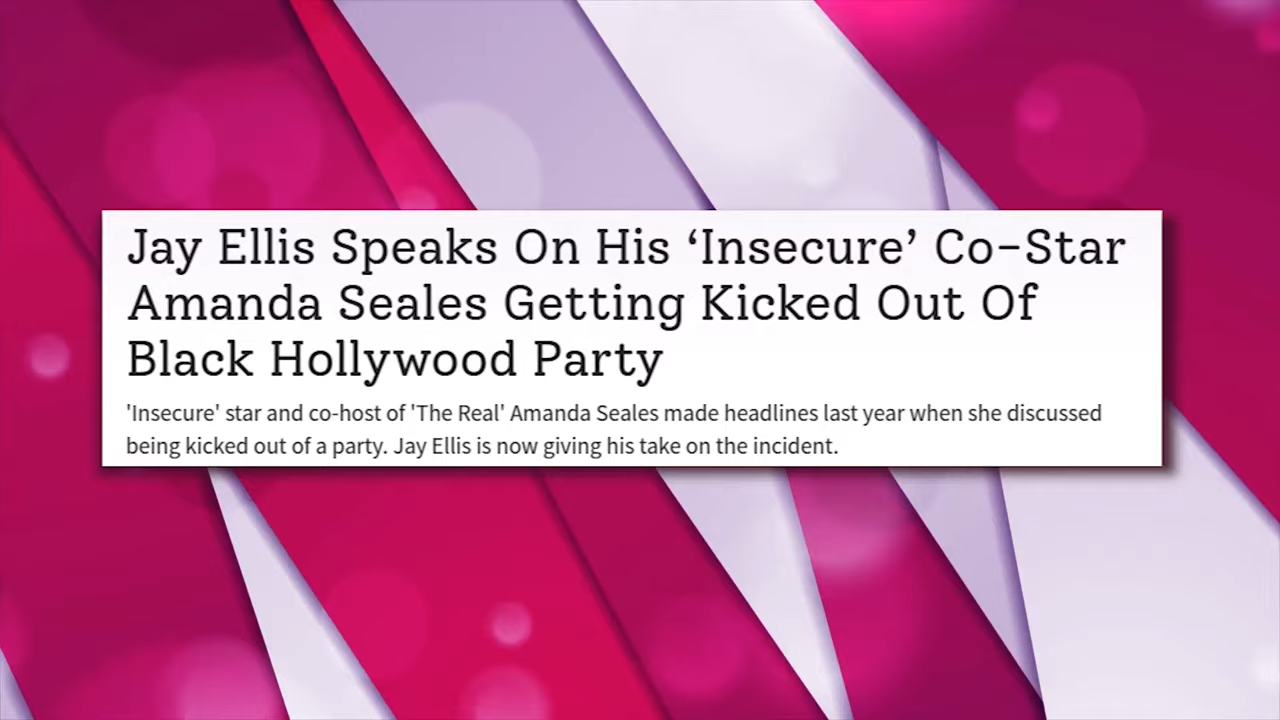 Jay Ellis Speaks On His ‘Insecure’ Co-Star
Amanda Seales Getting Kicked Out Of
Black Hollywood Party
'Insecure' star and co-host of 'The Real' Amanda Seales made headlines last year when she discussed
being kicked out of a party. Jay Ellis is now giving his take on the incident.